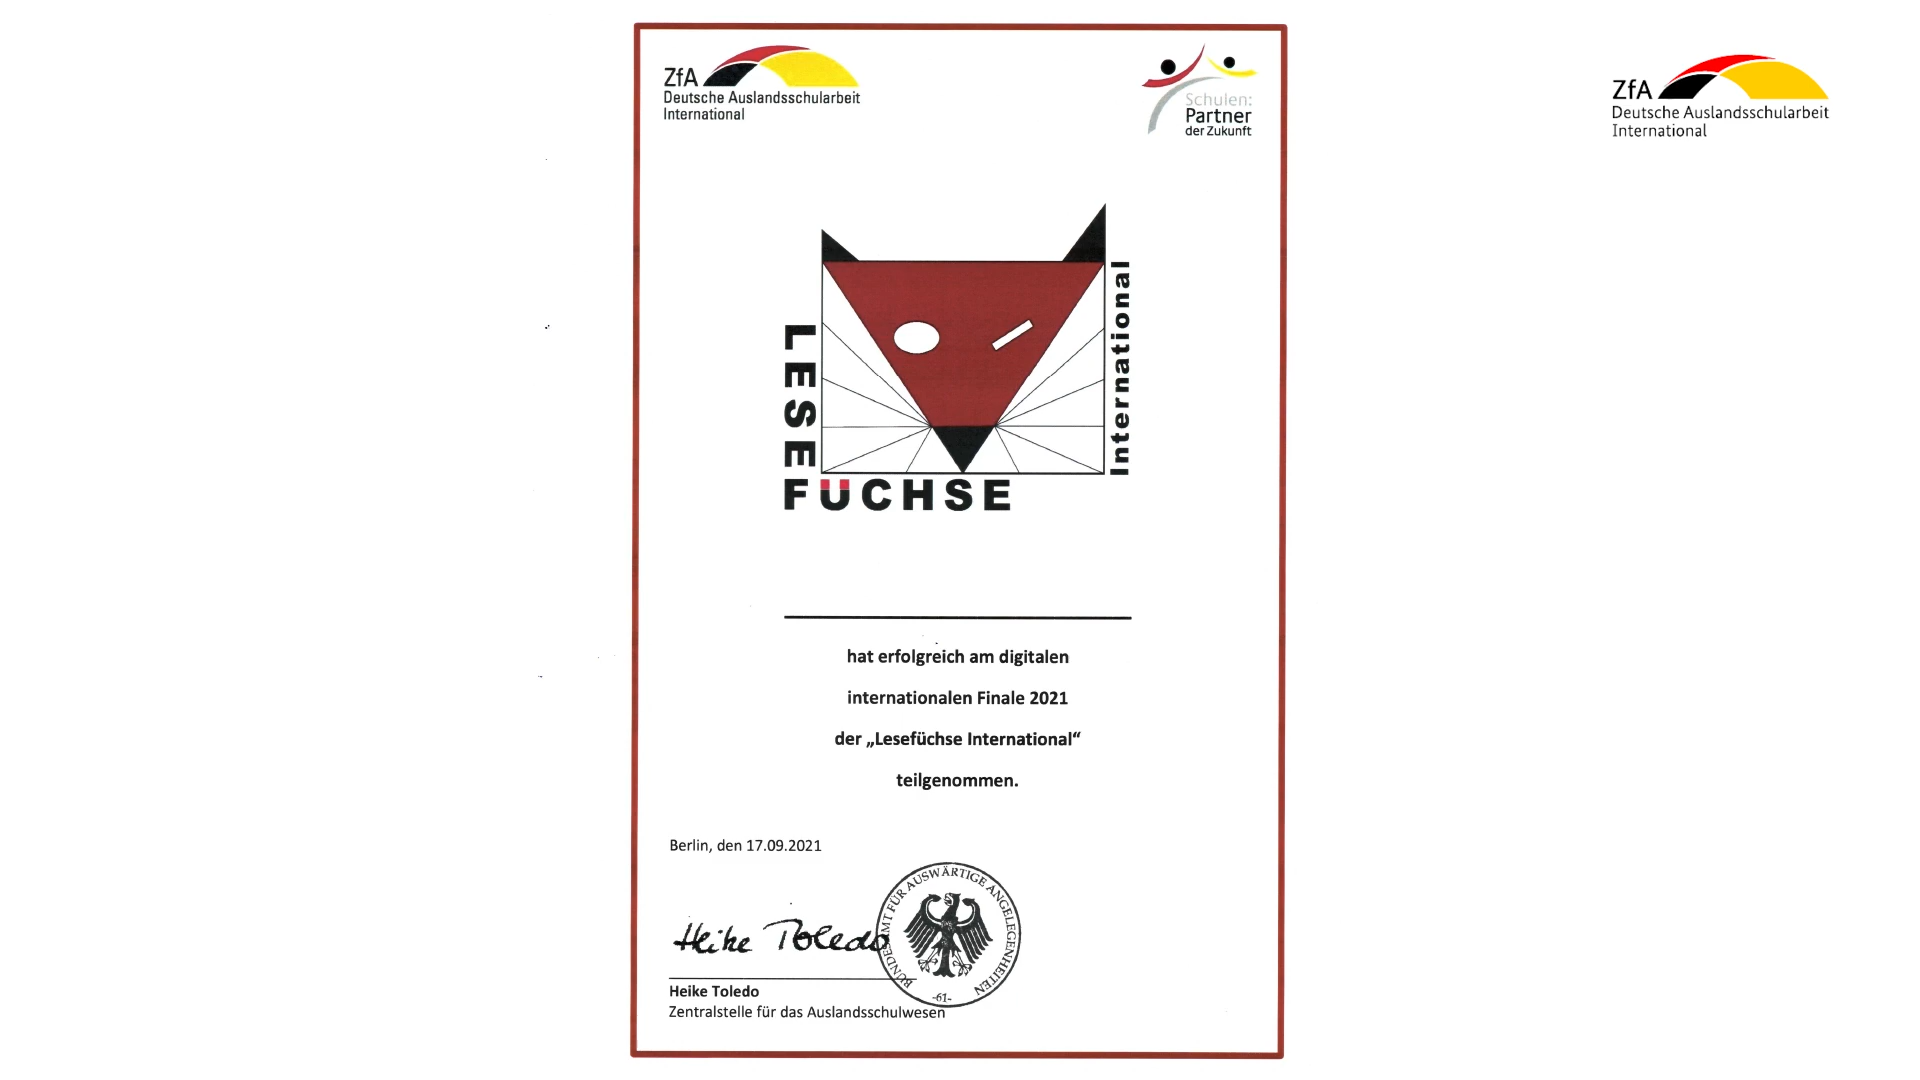 ZfA
Deutsche Auslandsschularbeit
International
Schulen:
Partner
der Zukunft
ZfA
Deutsche Auslandsschularbeit
International
LESE
FÜCHSE
International
hat erfolgreich am digitalen
internationalen Finale 2021
der „Lesefüchse International“
teilgenommen.
Berlin, den 17.09.2021
Heike Toledo
BUNDESAMT FÜR AUSWÄRTIGE ANGELEGENHEITEN
-61-
Heike Toledo
Zentralstelle für das Auslandsschulwesen